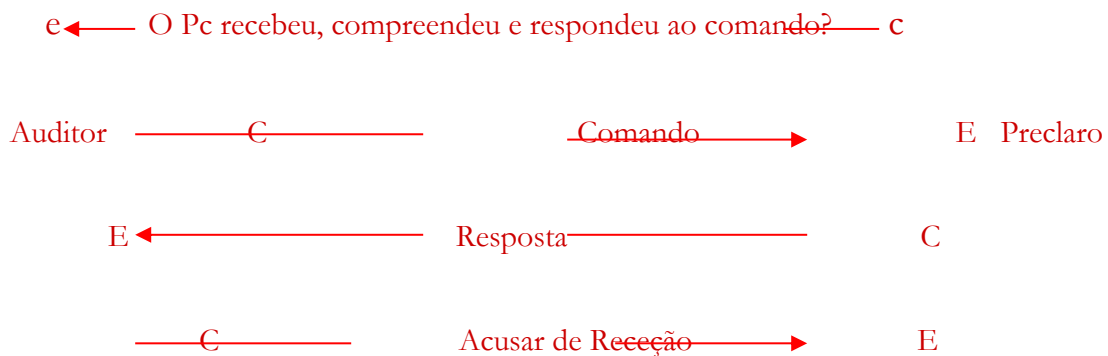 e O Pc recebeu, compreendeu e respondeu ao comando? c
Auditor C Comando E Preclaro
E Resposta C
C Acusar de Receção E